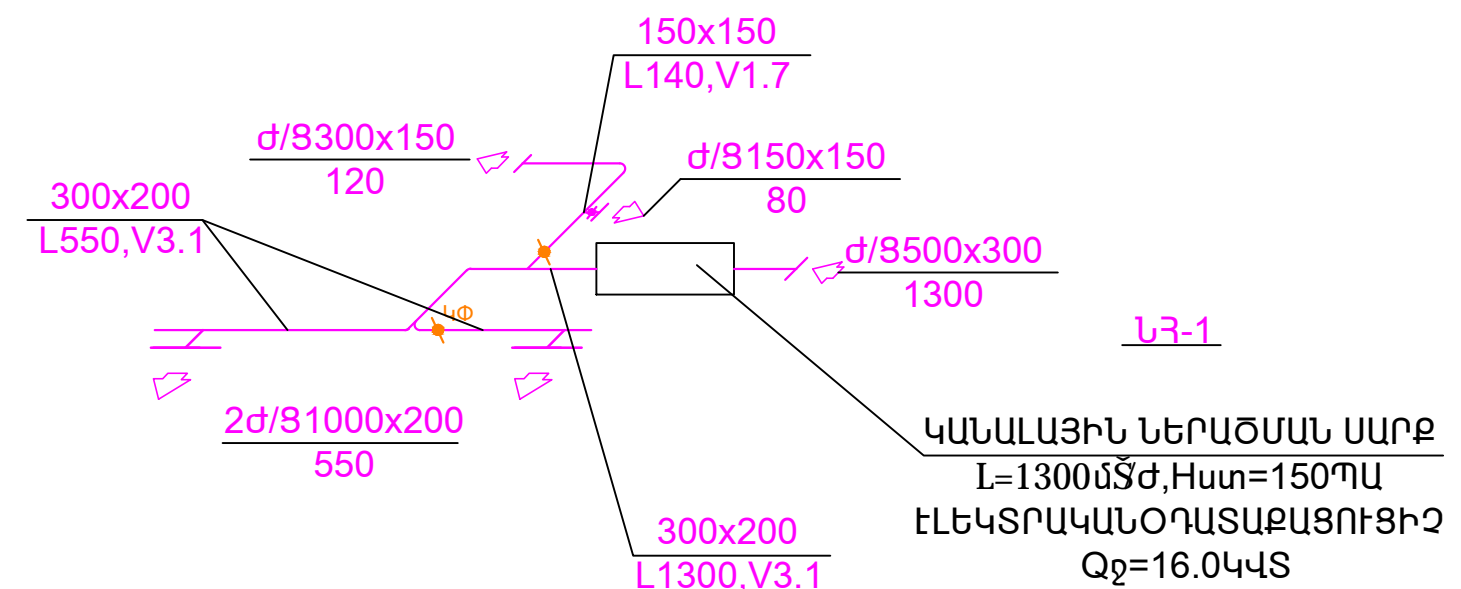 150x150
L140,V1.7
Ժ/Ց300x150
120
Ժ/Ց150x150
80
300x200
L550,V3.1
Ժ/Ց500x300
1300
ԿՓ
ՆՀ-1
2Ժ/Ց1000x200
550
ԿԱՆԱԼԱՅԻՆ ՆԵՐԱԾՄԱՆ ՍԱՐՔ
L=1300մŠ/ժ,Hստ=150ՊԱ
ԷԼԵԿՏՐԱԿԱՆՕԴԱՏԱՔԱՑՈՒՑԻՉ
Qջ=16.0ԿՎՏ
300x200
L1300,V3.1